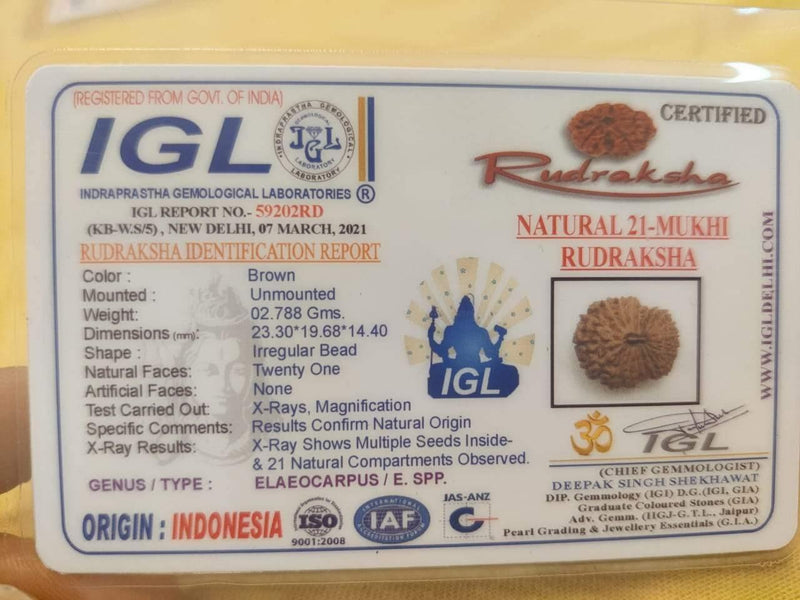 (REGISTERED FROM GOVT. OF INDIA)
IGL
INDRAPRASTHA GEMOLOGICAL LABORATORY
IGL
INDRAPRASTHA GEMOLOGICAL LABORATORIES ®
IGL REPORT NO.- 59202RD
(KB-W.S/5) , NEW DELHI, 07 MARCH, 2021
RUDRAKSHA IDENTIFICATION REPORT
Color : Brown
Mounted : Unmounted
Weight: 02.788 Gms.
Dimensions (mm): 23.30*19.68*14.40
Shape : Irregular Bead
Natural Faces: Twenty One
Artificial Faces: None
Test Carried Out: X-Rays, Magnification
Specific Comments: Results Confirm Natural Origin
X-Ray Results: X-Ray Shows Multiple Seeds Inside-
& 21 Natural Compartments Observed.
GENUS / TYPE : ELAEOCARPUS / E. SPP.
ORIGIN : INDONESIA
ISO
9001:2008
INTERNATIONAL
IAF
ACCREDITATION FORUM
JAS-ANZ
IGL
CERTIFIED
Rudraksha
NATURAL 21-MUKHI
RUDRAKSHA
WWW.IGLDELHI.COM
ॐ
IGL
(CHIEF GEMMOLOGIST)
DEEPAK SINGH SHEKHAWAT
DIP. Gemmology (IGI) D.G.(IGI, GIA)
Graduate Coloured Stones (GIA)
Adv. Gemm. (IIGJ-G.T.L., Jaipur)
Pearl Grading & Jewellery Essentials (G.I.A.)